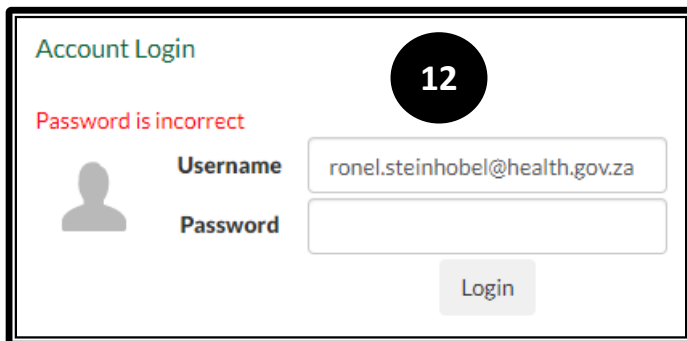 Account Login
12
Password is incorrect
Username ronel.steinhobel@health.gov.za
Password
Login